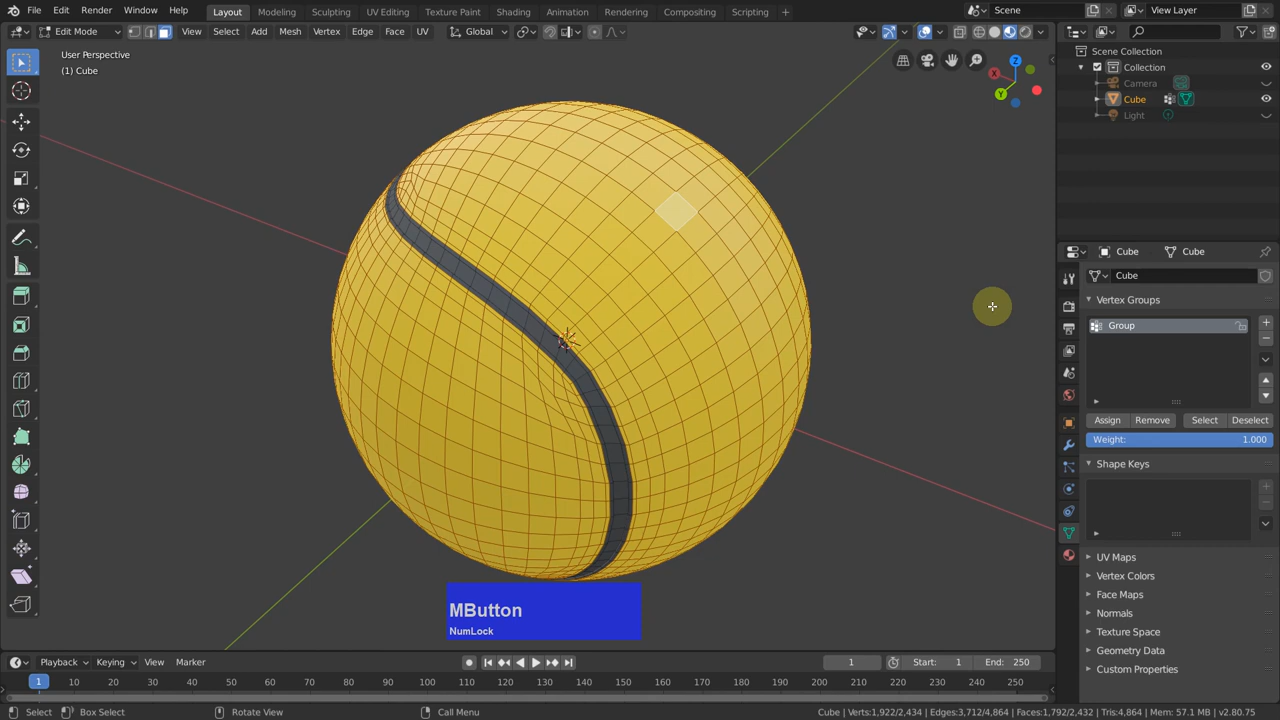 File Edit Render Window Help Layout Modeling Sculpting UV Editing Texture Paint Shading Animation Rendering Compositing Scripting + Scene View Layer
Edit Mode View Select Add Mesh Vertex Edge Face UV Global
User Perspective
(1) Cube
Z
X
Y
Scene Collection
Collection
Camera
Cube
Light
Cube Cube
Cube
Vertex Groups
Group
Assign Remove Select Deselect
Weight: 1.000
Shape Keys
UV Maps
Vertex Colors
Face Maps
Normals
Texture Space
Geometry Data
Custom Properties
MButton
NumLock
Playback Keying View Marker 1 Start: 1 End: 250
1 10 20 30 40 50 60 70 80 90 100 110 120 130 140 150 160 170 180 190 200 210 220 230 240 250
Select Box Select Rotate View Call Menu Cube | Verts:1,922/2,434 | Edges:3,712/4,864 | Faces:1,792/2,432 | Tris:4,864 | Mem: 57.1 MB | v2.80.75